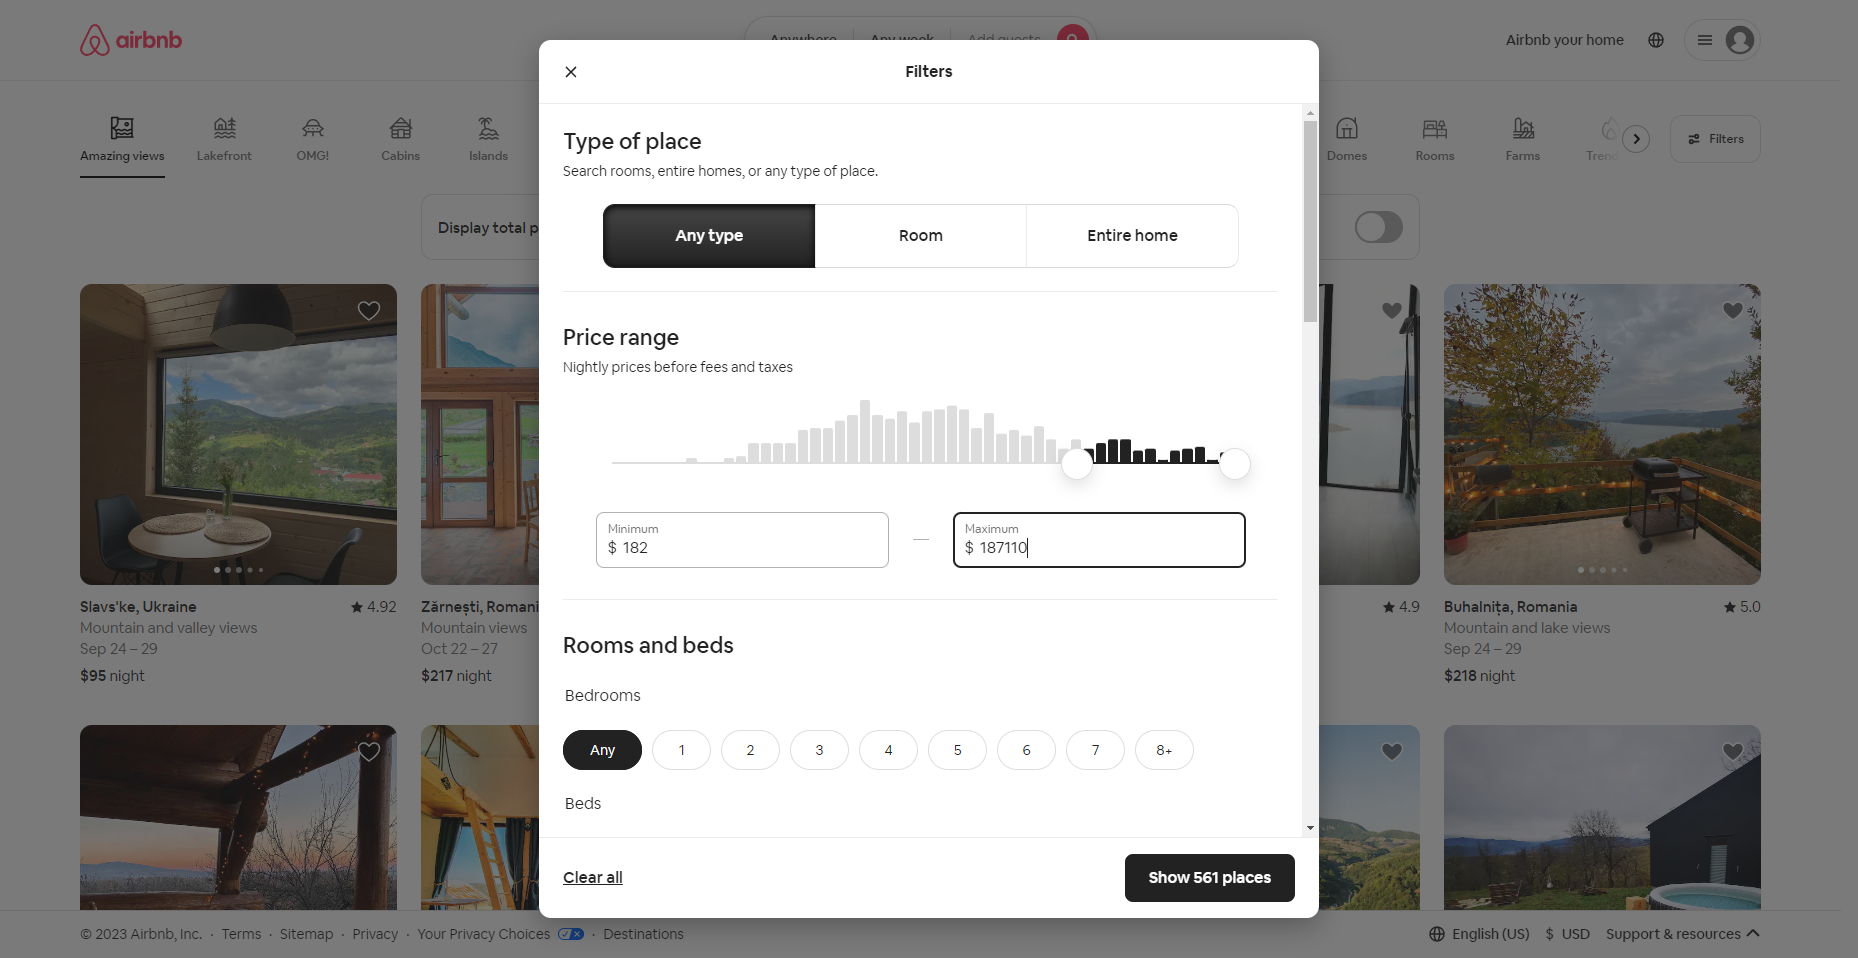 airbnb
Anywhere
Any week
Add guests
Airbnb your home
Filters
Amazing views
Lakefront
OMG!
Cabins
Islands
Domes
Rooms
Farms
Trend
Filters
Display total p
Type of place
Search rooms, entire homes, or any type of place.
Any type
Room
Entire home
Price range
Nightly prices before fees and taxes
Minimum
$ 182
Maximum
$ 187110
Slavs'ke, Ukraine
4.92
Mountain and valley views
Sep 24 – 29
$95 night
Zărnești, Romani
Mountain views
Oct 22 – 27
$217 night
4.9
Buhalnița, Romania
5.0
Mountain and lake views
Sep 24 – 29
$218 night
Rooms and beds
Bedrooms
Any
1
2
3
4
5
6
7
8+
Beds
Clear all
Show 561 places
© 2023 Airbnb, Inc. · Terms · Sitemap · Privacy · Your Privacy Choices · Destinations
English (US)
$ USD
Support & resources